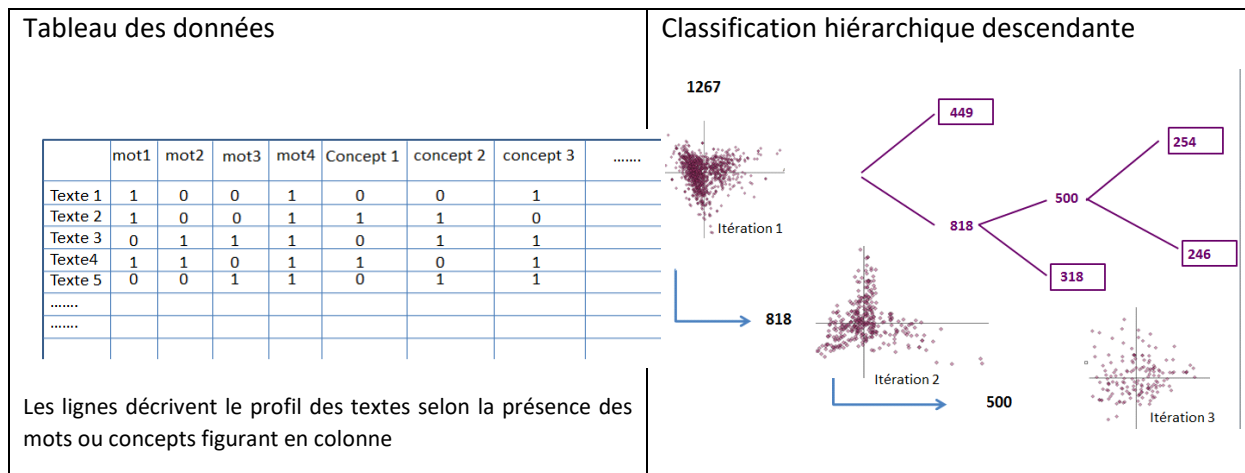 Tableau des données
mot1 mot2 mot3 mot4 Concept 1 concept 2 concept 3 .......
Texte 1 1 0 0 1 0 0 1
Texte 2 1 0 0 1 1 1 0
Texte 3 0 1 1 1 0 1 1
Texte4 1 1 0 1 1 0 1
Texte 5 0 0 1 1 0 1 1
.......
.......
Les lignes décrivent le profil des textes selon la présence des
mots ou concepts figurant en colonne
Classification hiérarchique descendante
1267
449
254
500
818
246
318
Itération 1
818
Itération 2
500
Itération 3